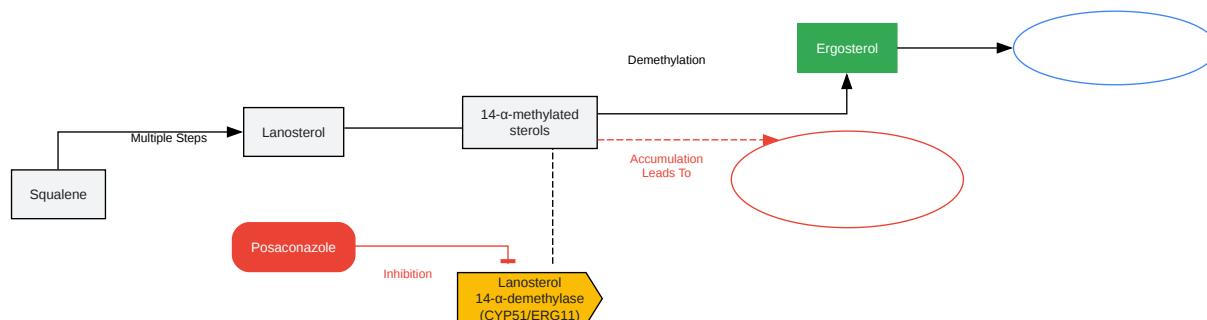 Squalene
Multiple Steps
Lanosterol
14-α-methylated
sterols
Demethylation
Ergosterol
Accumulation
Leads To
Posaconazole
Inhibition
Lanosterol
14-α-demethylase
(CYP51/ERG11)